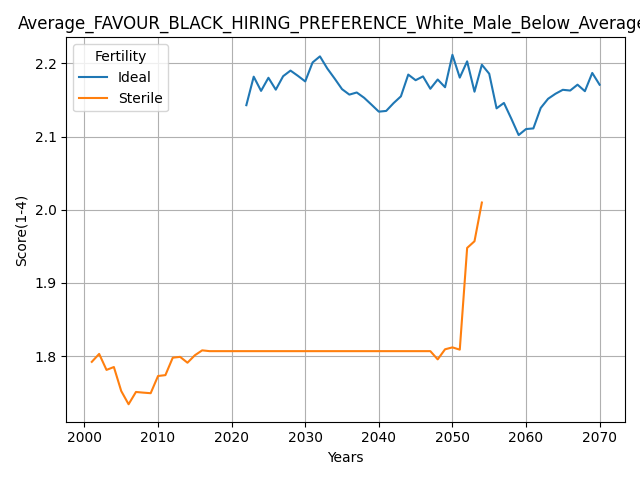 Average_FAVOUR_BLACK_HIRING_PREFERENCE_White_Male_Below_Average
Fertility
Ideal
Sterile
Score(1-4)
2.2
2.1
2.0
1.9
1.8
2000 2010 2020 2030 2040 2050 2060 2070
Years